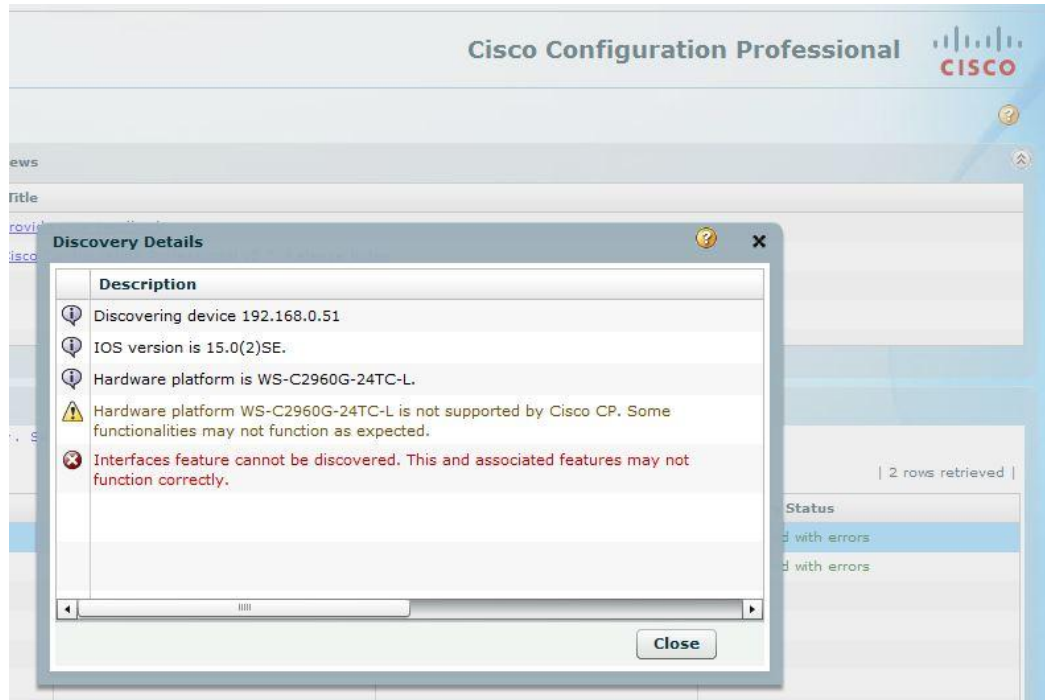 Cisco Configuration Professional
CISCO
ews
Title
rovi
isco
Discovery Details
Description
Discovering device 192.168.0.51
IOS version is 15.0(2)SE.
Hardware platform is WS-C2960G-24TC-L.
Hardware platform WS-C2960G-24TC-L is not supported by Cisco CP. Some
functionalities may not function as expected.
Interfaces feature cannot be discovered. This and associated features may not
function correctly.
. S
| 2 rows retrieved |
Status
d with errors
d with errors
Close